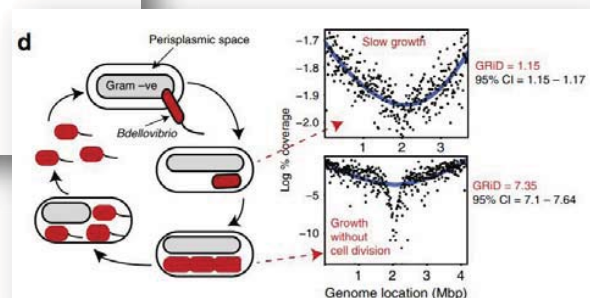 d
Perisplasmic space
Gram –ve
Bdellovibrio
Log % coverage
–1.7
–1.8
–1.9
–2.0
Slow growth
1
2
3
GRiD = 1.15
95% CI = 1.15 – 1.17
–5
–10
Growth
without
cell division
1
2
3
4
GRiD = 7.35
95% CI = 7.1 – 7.64
Genome location (Mbp)